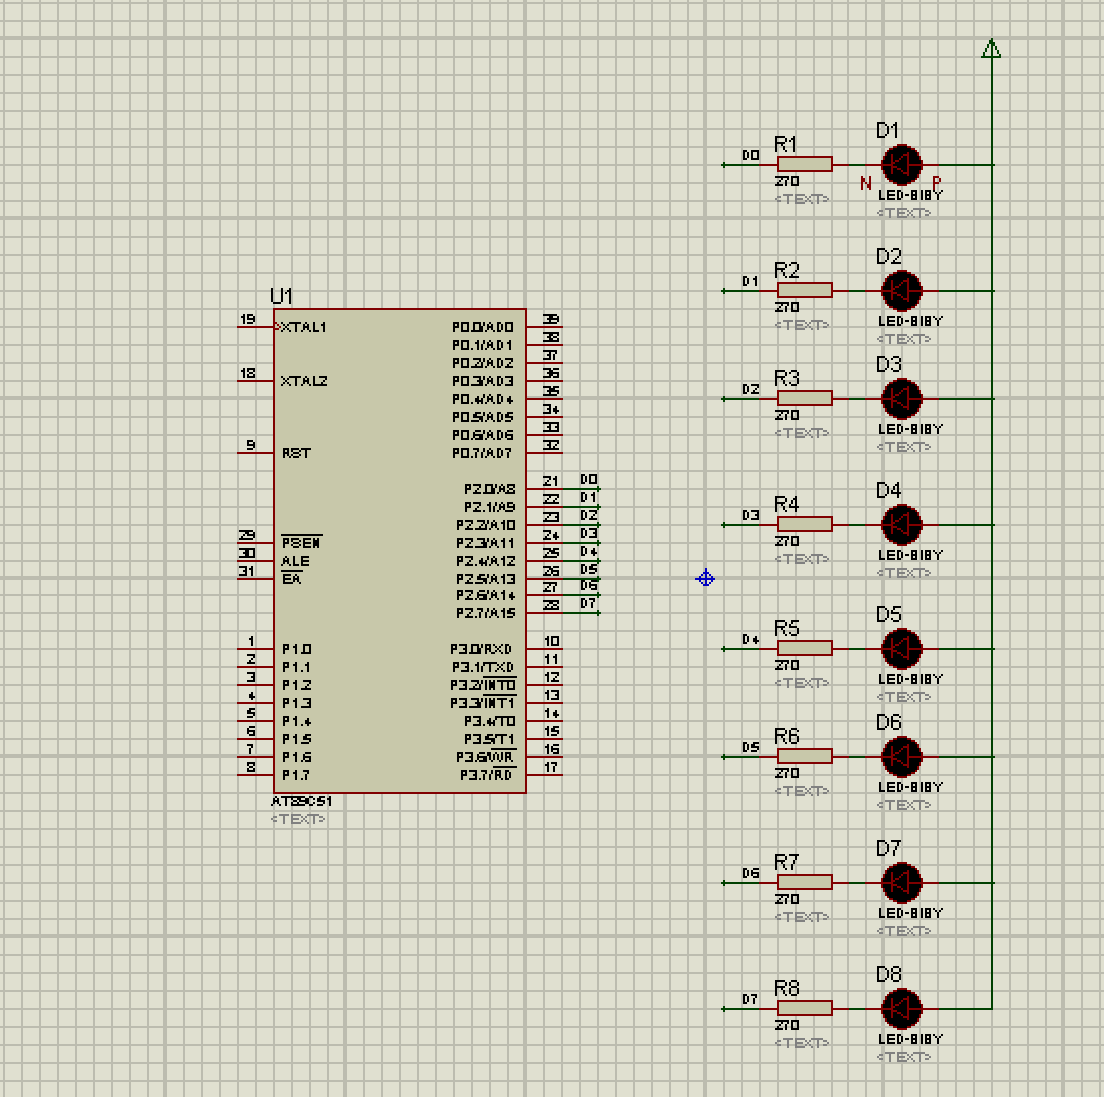 U1
19 XTAL1
18 XTAL2
9 RST
29 PSEN
30 ALE
31 EA
1 P1.0
2 P1.1
3 P1.2
4 P1.3
5 P1.4
6 P1.5
7 P1.6
8 P1.7
P0.0/AD0 39
P0.1/AD1 38
P0.2/AD2 37
P0.3/AD3 36
P0.4/AD4 35
P0.5/AD5 34
P0.6/AD6 33
P0.7/AD7 32
P2.0/A8 21 D0
P2.1/A9 22 D1
P2.2/A10 23 D2
P2.3/A11 24 D3
P2.4/A12 25 D4
P2.5/A13 26 D5
P2.6/A14 27 D6
P2.7/A15 28 D7
P3.0/RXD 10
P3.1/TXD 11
P3.2/INT0 12
P3.3/INT1 13
P3.4/T0 14
P3.5/T1 15
P3.6/WR 16
P3.7/RD 17
AT89C51
<TEXT>
D0 R1 D1
270 N P
LED-BIBY
<TEXT> <TEXT>
D1 R2 D2
270 LED-BIBY
<TEXT> <TEXT>
D2 R3 D3
270 LED-BIBY
<TEXT> <TEXT>
D3 R4 D4
270 LED-BIBY
<TEXT> <TEXT>
D4 R5 D5
270 LED-BIBY
<TEXT> <TEXT>
D5 R6 D6
270 LED-BIBY
<TEXT> <TEXT>
D6 R7 D7
270 LED-BIBY
<TEXT> <TEXT>
D7 R8 D8
270 LED-BIBY
<TEXT> <TEXT>